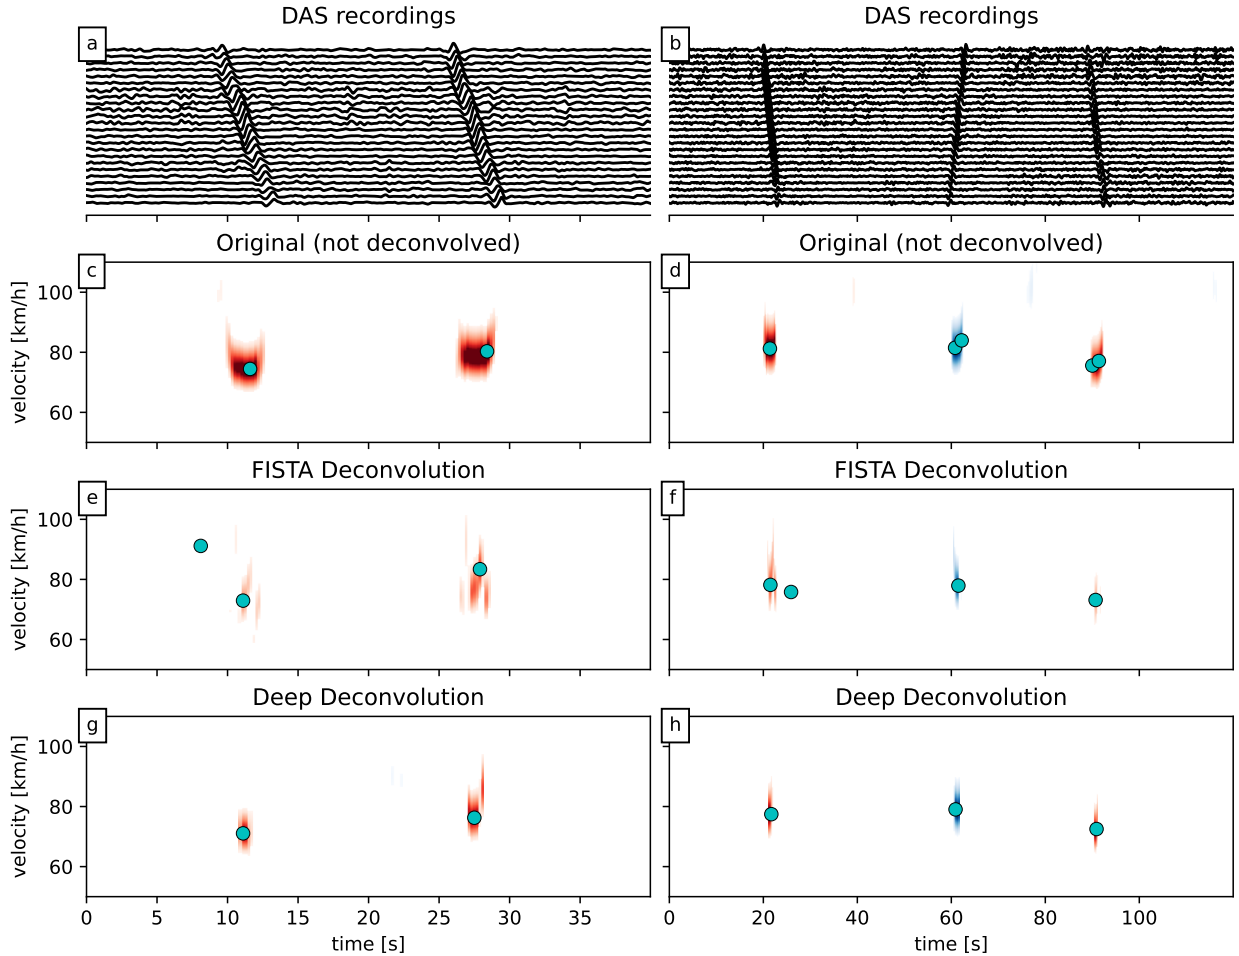 DAS recordings
DAS recordings
a
b
Original (not deconvolved)
Original (not deconvolved)
c
d
velocity [km/h]
100
80
60
FISTA Deconvolution
FISTA Deconvolution
e
f
velocity [km/h]
100
80
60
Deep Deconvolution
Deep Deconvolution
g
h
velocity [km/h]
100
80
60
0 5 10 15 20 25 30 35
0 20 40 60 80 100
time [s]
time [s]